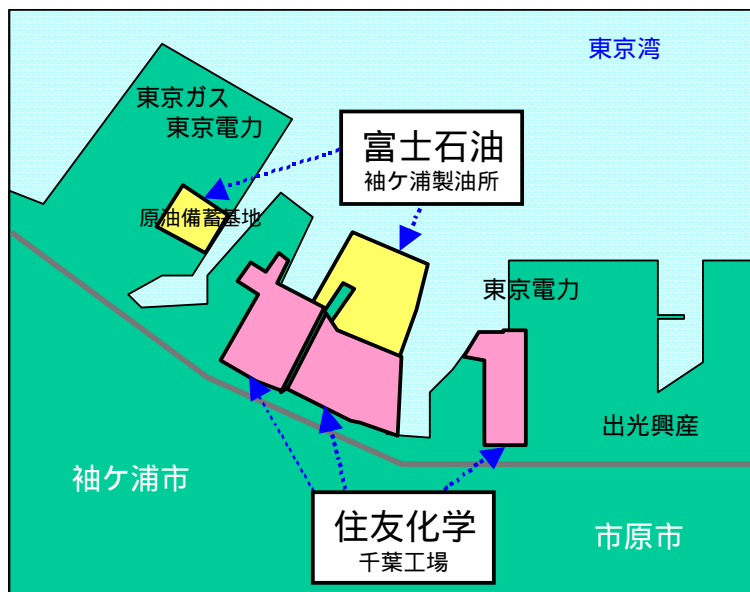 東京湾
東京ガス
東京電力
富士石油
袖ケ浦製油所
原油備蓄基地
東京電力
出光興産
袖ケ浦市
住友化学
千葉工場
市原市